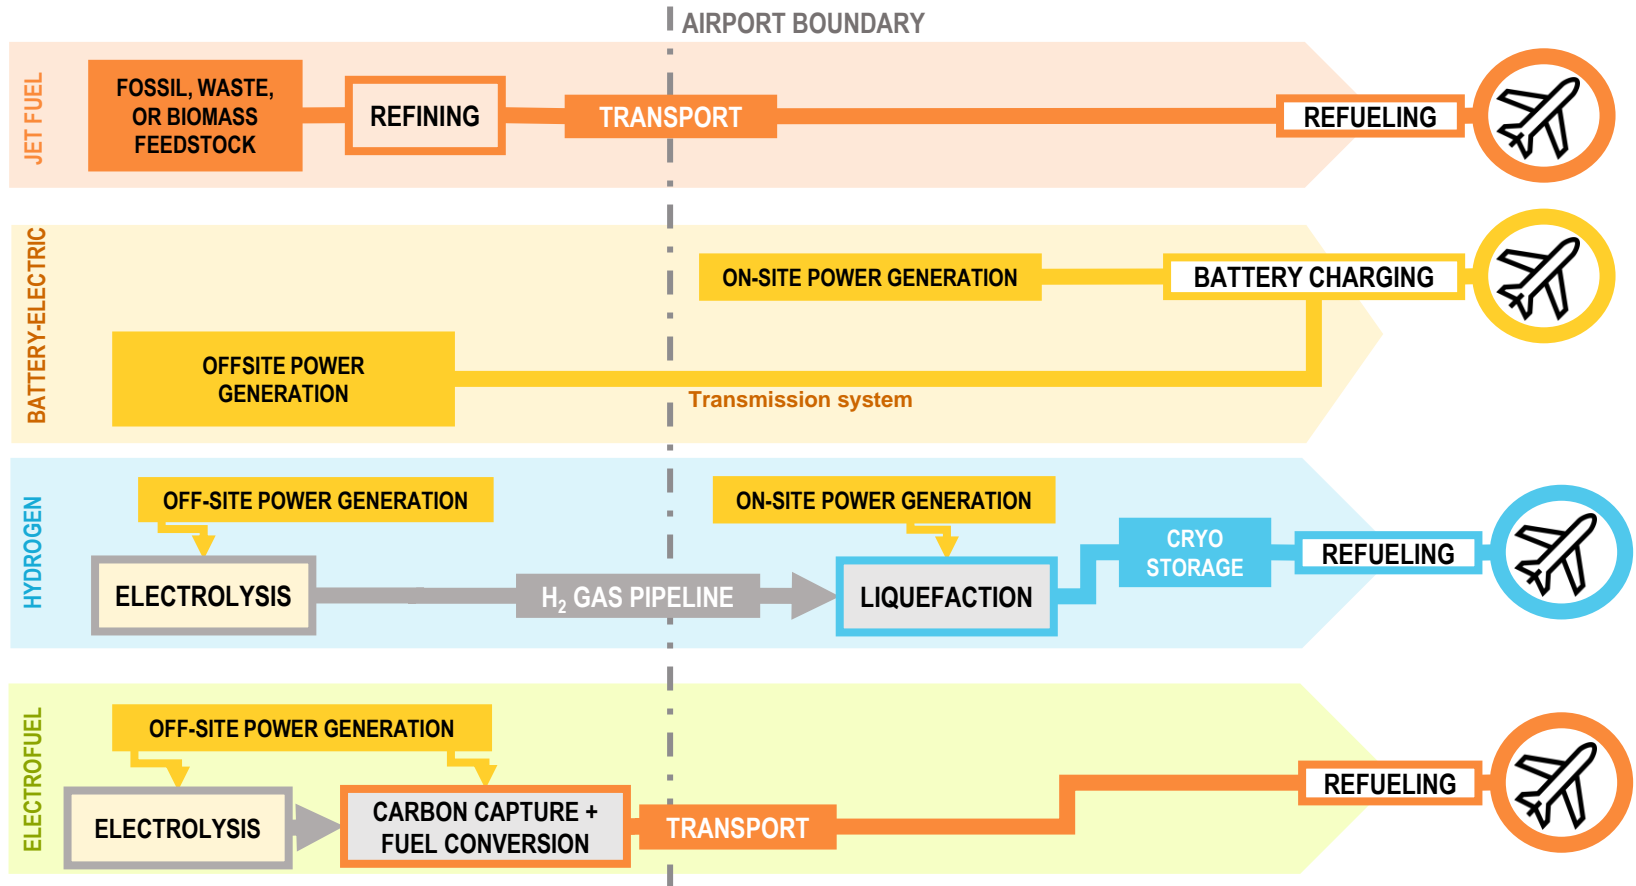 AIRPORT BOUNDARY
JET FUEL
FOSSIL, WASTE,
OR BIOMASS
FEEDSTOCK
REFINING
TRANSPORT
REFUELING
BATTERY-ELECTRIC
ON-SITE POWER GENERATION
BATTERY CHARGING
OFFSITE POWER
GENERATION
Transmission system
HYDROGEN
OFF-SITE POWER GENERATION
ON-SITE POWER GENERATION
ELECTROLYSIS
H₂ GAS PIPELINE
LIQUEFACTION
CRYO
STORAGE
REFUELING
ELECTROFUEL
OFF-SITE POWER GENERATION
ELECTROLYSIS
CARBON CAPTURE +
FUEL CONVERSION
TRANSPORT
REFUELING